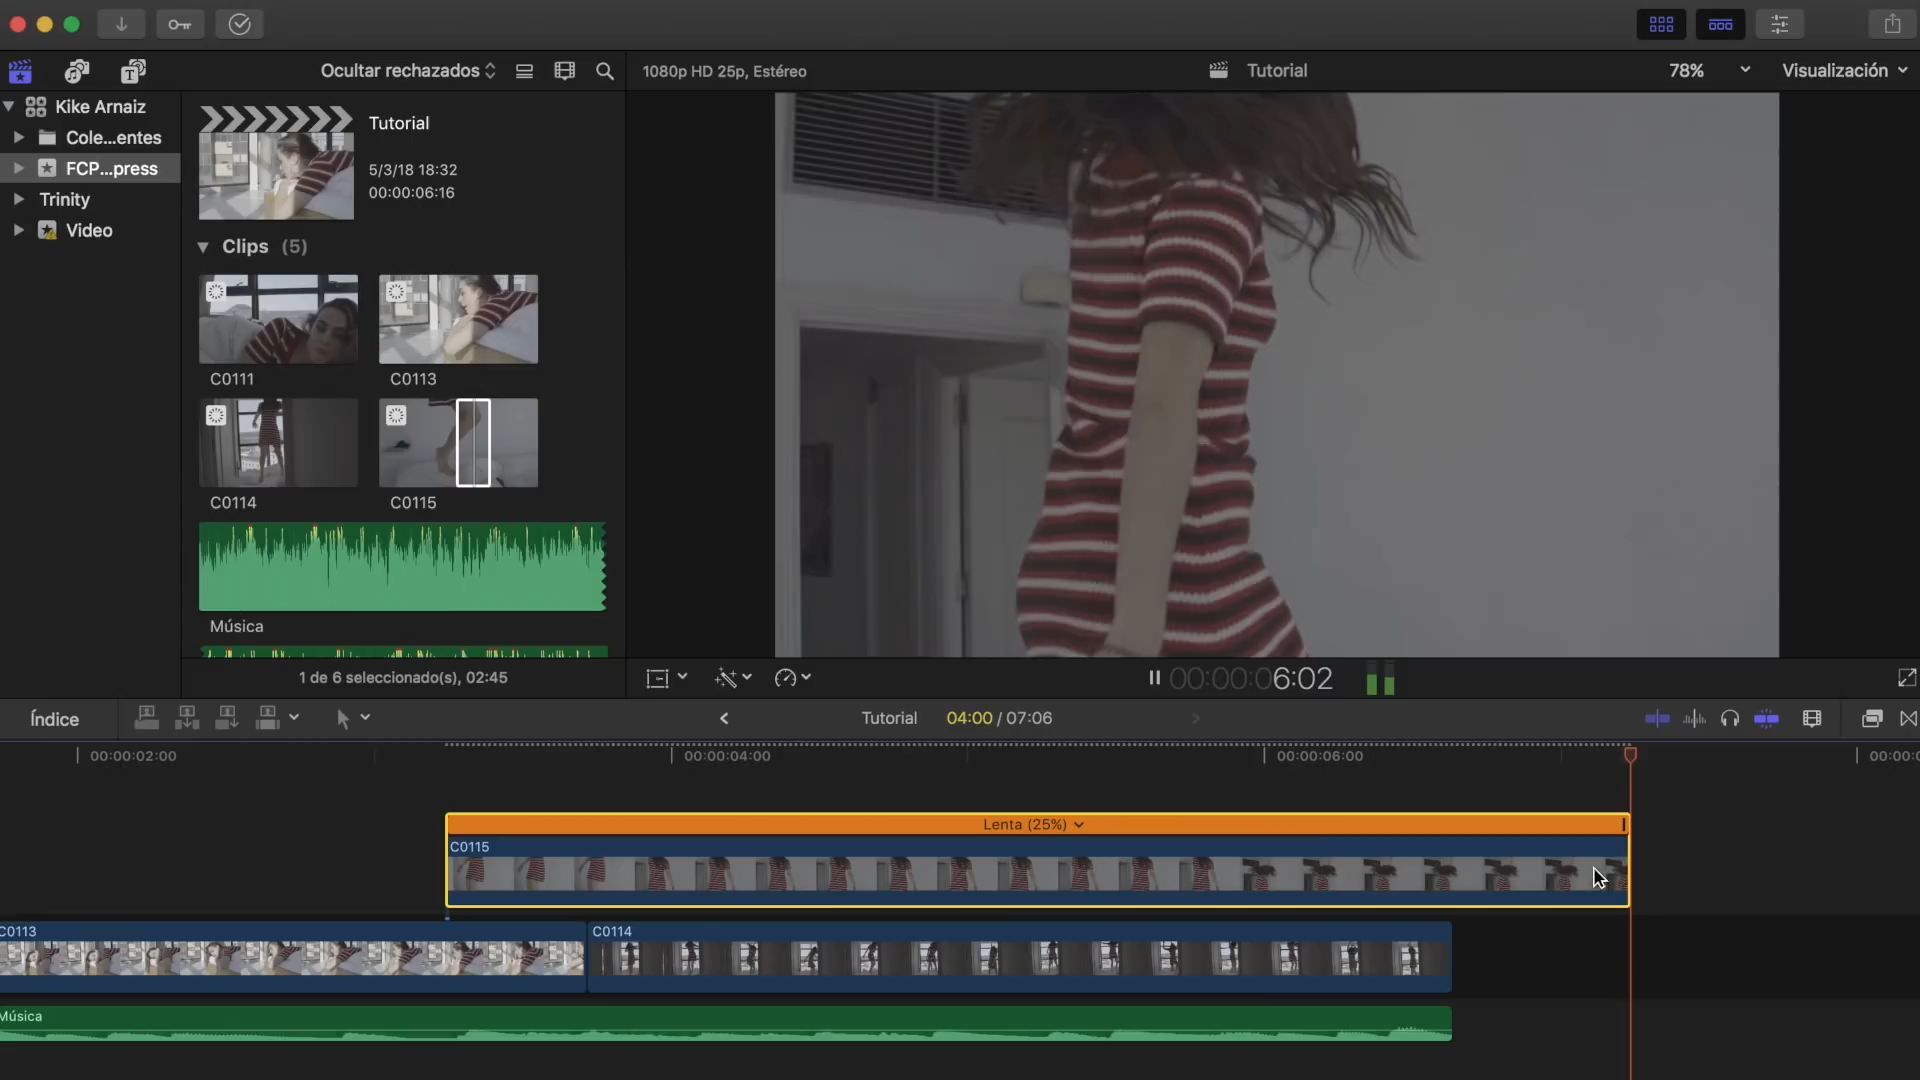 Ocultar rechazados
1080p HD 25p, Estéreo
Tutorial
78%
Visualización
Kike Arnaiz
Cole...entes
FCP...press
Trinity
Video
Tutorial
5/3/18 18:32
00:00:06:16
Clips (5)
C0111
C0113
C0114
C0115
Música
1 de 6 seleccionado(s), 02:45
00:00:06:02
Índice
Tutorial
04:00 / 07:06
00:00:02:00
00:00:04:00
00:00:06:00
Lenta (25%)
C0115
C0113
C0114
Música